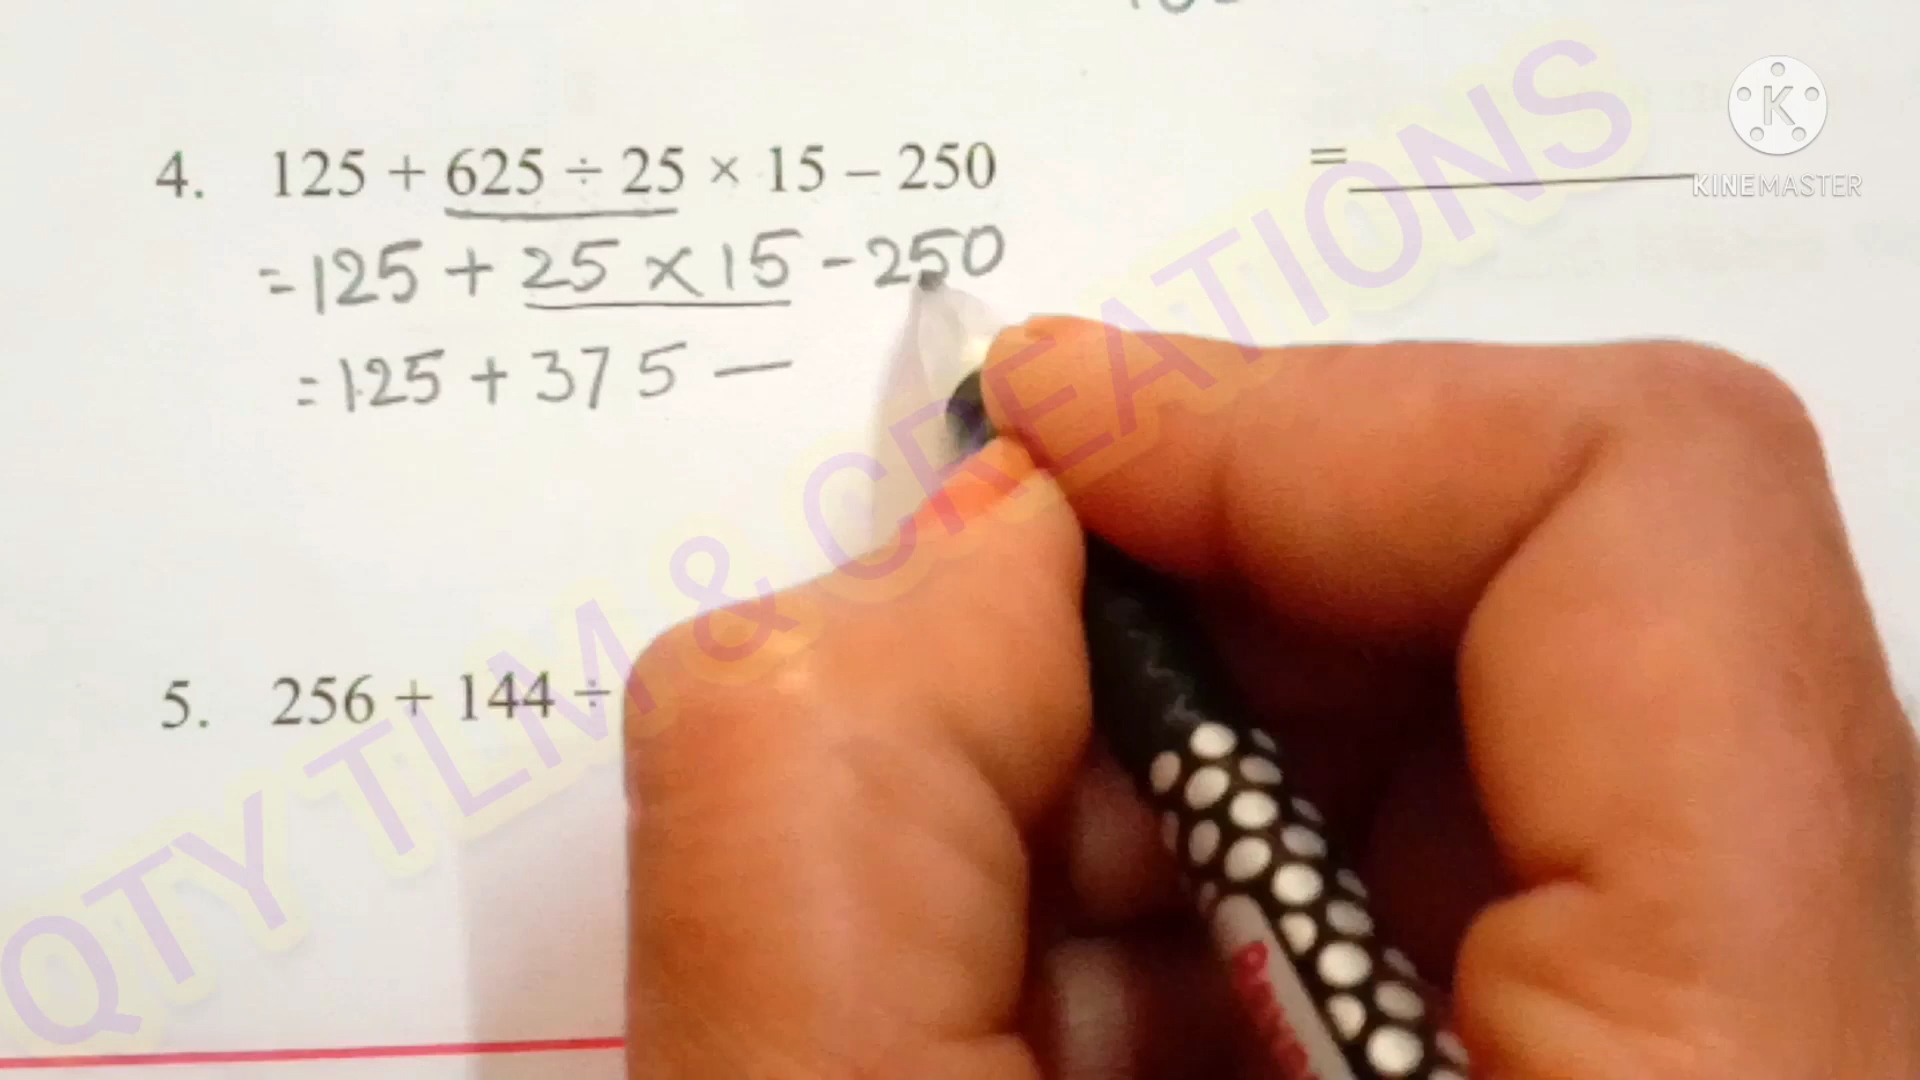 4. 125 + 625 ÷ 25 × 15 – 250 =
= 125 + 25 × 15 - 250
= 125 + 375 —
5. 256 + 144 ÷
QTY TLM & CREATIONS
K
KINEMASTER